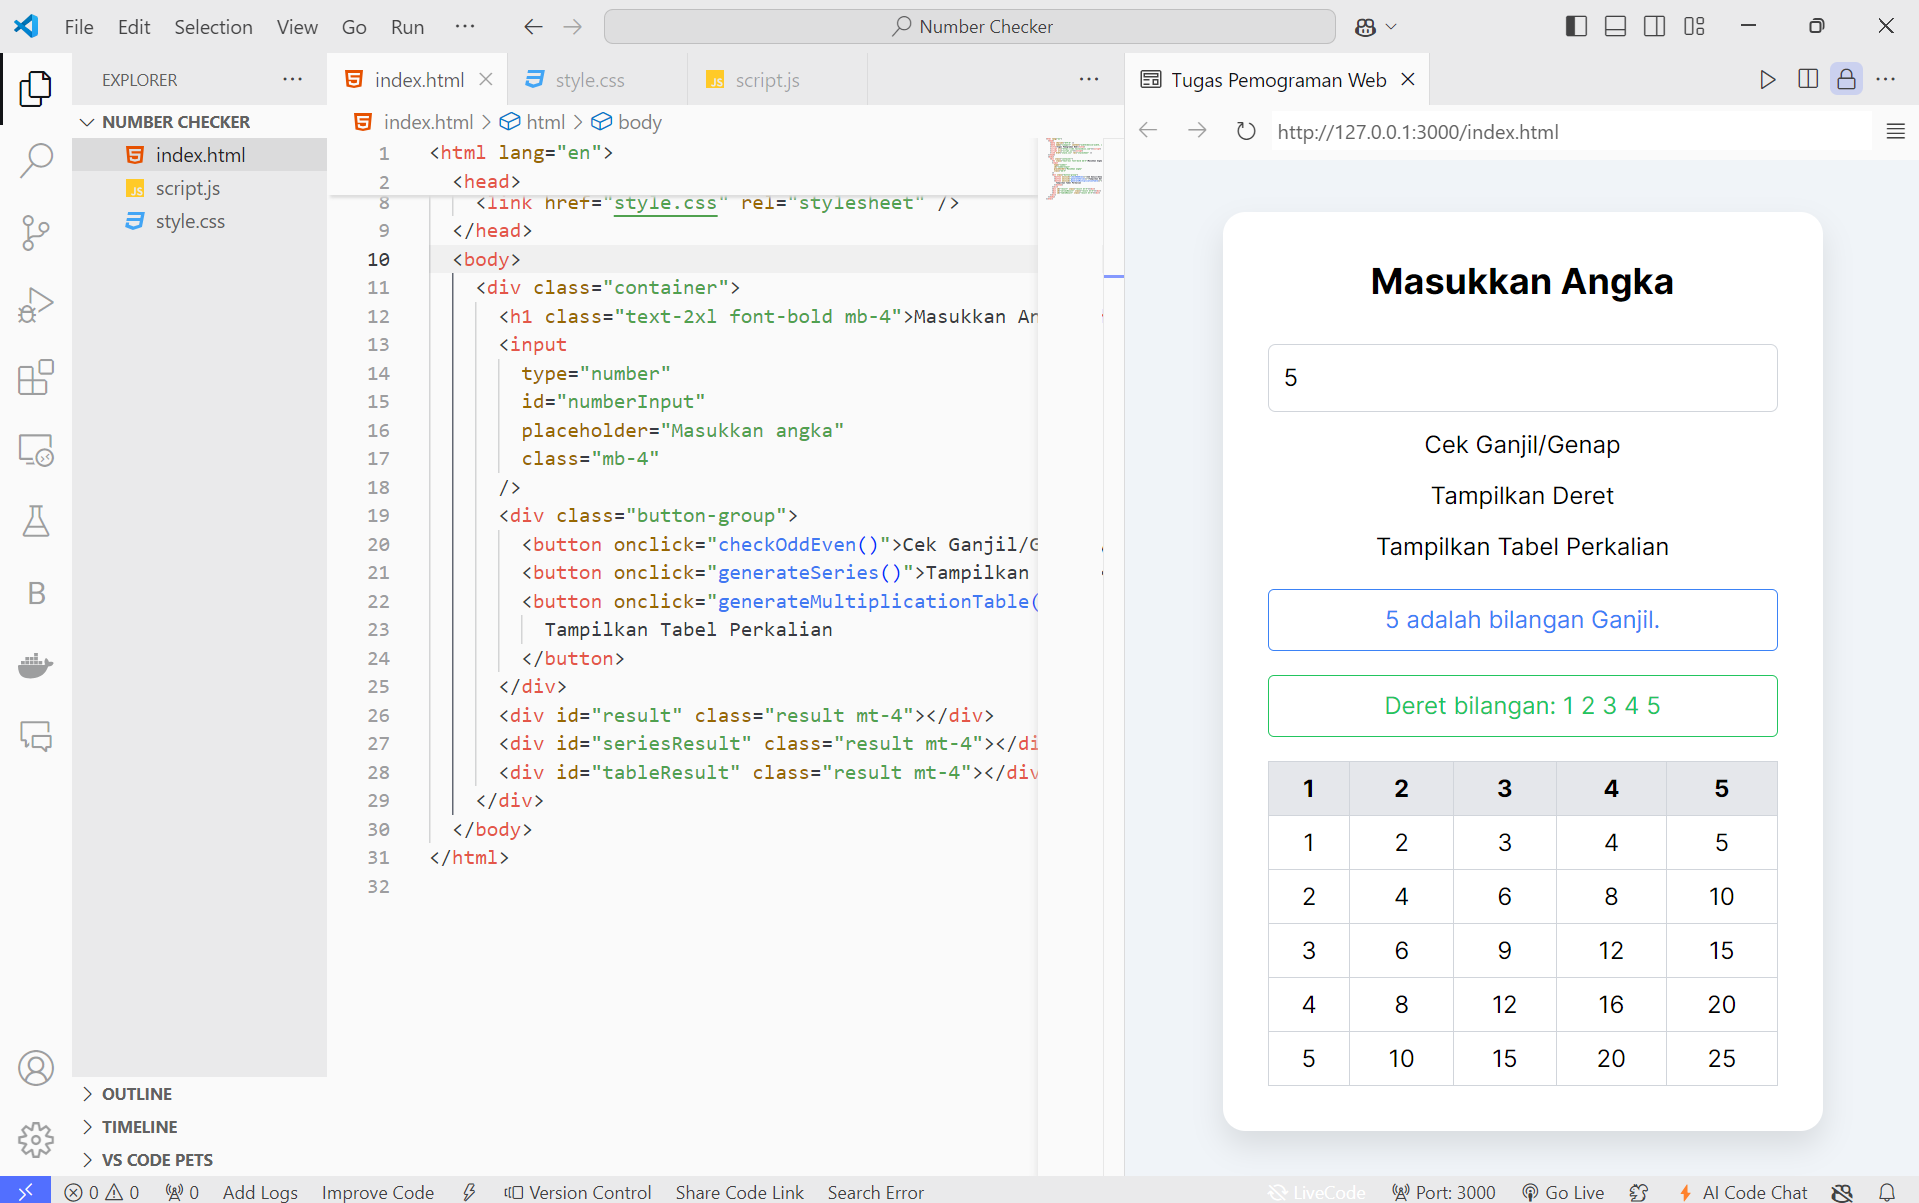 File Edit Selection View Go Run ···
Number Checker
EXPLORER
NUMBER CHECKER
index.html
script.js
style.css
OUTLINE
TIMELINE
VS CODE PETS
index.html style.css script.js
index.html > html > body
1 <html lang="en">
2 <head>
8 <link href="style.css" rel="stylesheet" />
9 </head>
10 <body>
11 <div class="container">
12 <h1 class="text-2xl font-bold mb-4">Masukkan An
13 <input
14 type="number"
15 id="numberInput"
16 placeholder="Masukkan angka"
17 class="mb-4"
18 />
19 <div class="button-group">
20 <button onclick="checkOddEven()">Cek Ganjil/G
21 <button onclick="generateSeries()">Tampilkan
22 <button onclick="generateMultiplicationTable(
23 Tampilkan Tabel Perkalian
24 </button>
25 </div>
26 <div id="result" class="result mt-4"></div>
27 <div id="seriesResult" class="result mt-4"></di
28 <div id="tableResult" class="result mt-4"></div
29 </div>
30 </body>
31 </html>
32
Tugas Pemograman Web
http://127.0.0.1:3000/index.html
Masukkan Angka
5
Cek Ganjil/Genap
Tampilkan Deret
Tampilkan Tabel Perkalian
5 adalah bilangan Ganjil.
Deret bilangan: 1 2 3 4 5
1 2 3 4 5
1 2 3 4 5
2 4 6 8 10
3 6 9 12 15
4 8 12 16 20
5 10 15 20 25
0 0 0 Add Logs Improve Code Version Control Share Code Link Search Error LiveCode Port: 3000 Go Live AI Code Chat